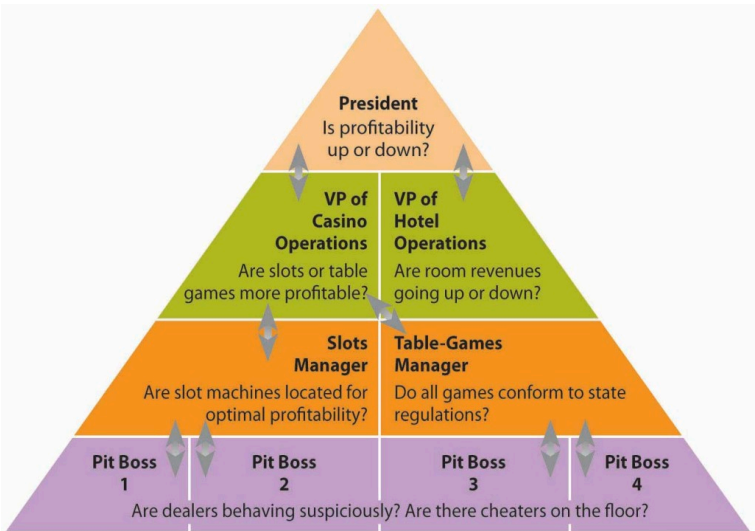 President
Is profitability
up or down?
VP of
Casino
Operations
Are slots or table
games more profitable?
VP of
Hotel
Operations
Are room revenues
going up or down?
Slots
Manager
Are slot machines located for
optimal profitability?
Table-Games
Manager
Do all games conform to state
regulations?
Pit Boss
1
Pit Boss
2
Pit Boss
3
Pit Boss
4
Are dealers behaving suspiciously? Are there cheaters on the floor?